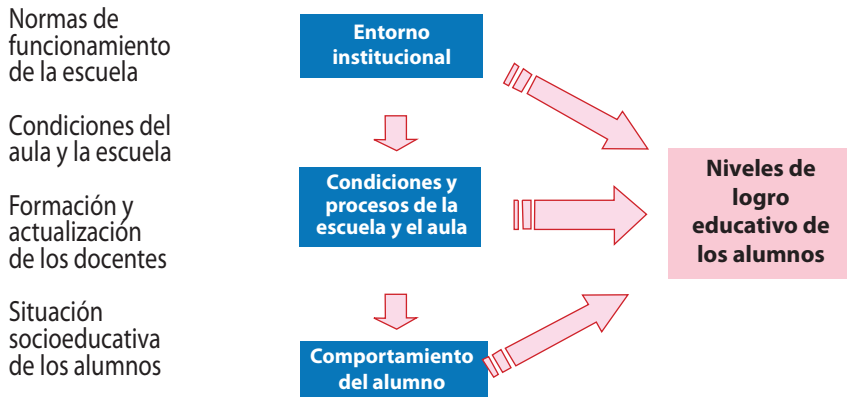 Normas de
funcionamiento
de la escuela
Condiciones del
aula y la escuela
Formación y
actualización
de los docentes
Situación
socioeducativa
de los alumnos
Entorno
institucional
Condiciones y
procesos de la
escuela y el aula
Comportamiento
del alumno
Niveles de
logro
educativo de
los alumnos